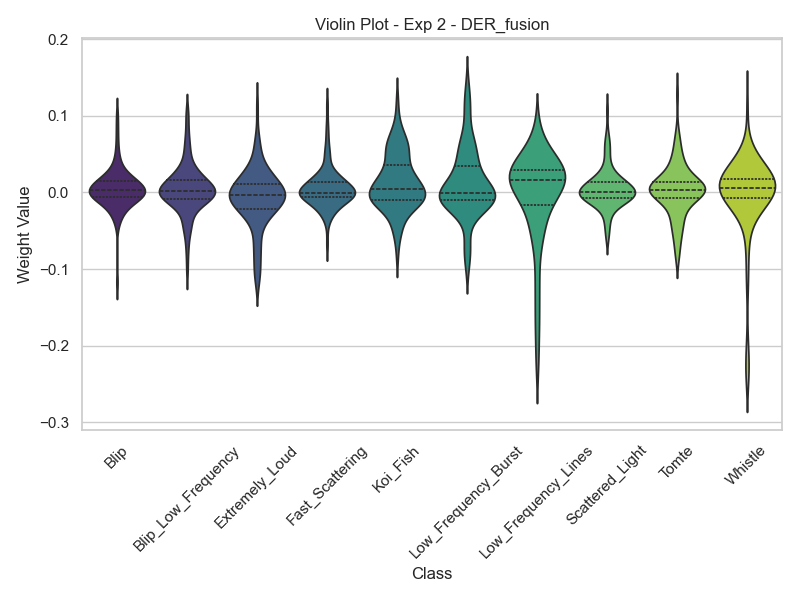 Violin Plot - Exp 2 - DER_fusion
Weight Value
0.2
0.1
0.0
−0.1
−0.2
−0.3
Blip
Blip_Low_Frequency
Extremely_Loud
Fast_Scattering
Koi_Fish
Low_Frequency_Burst
Low_Frequency_Lines
Scattered_Light
Tomte
Whistle
Class